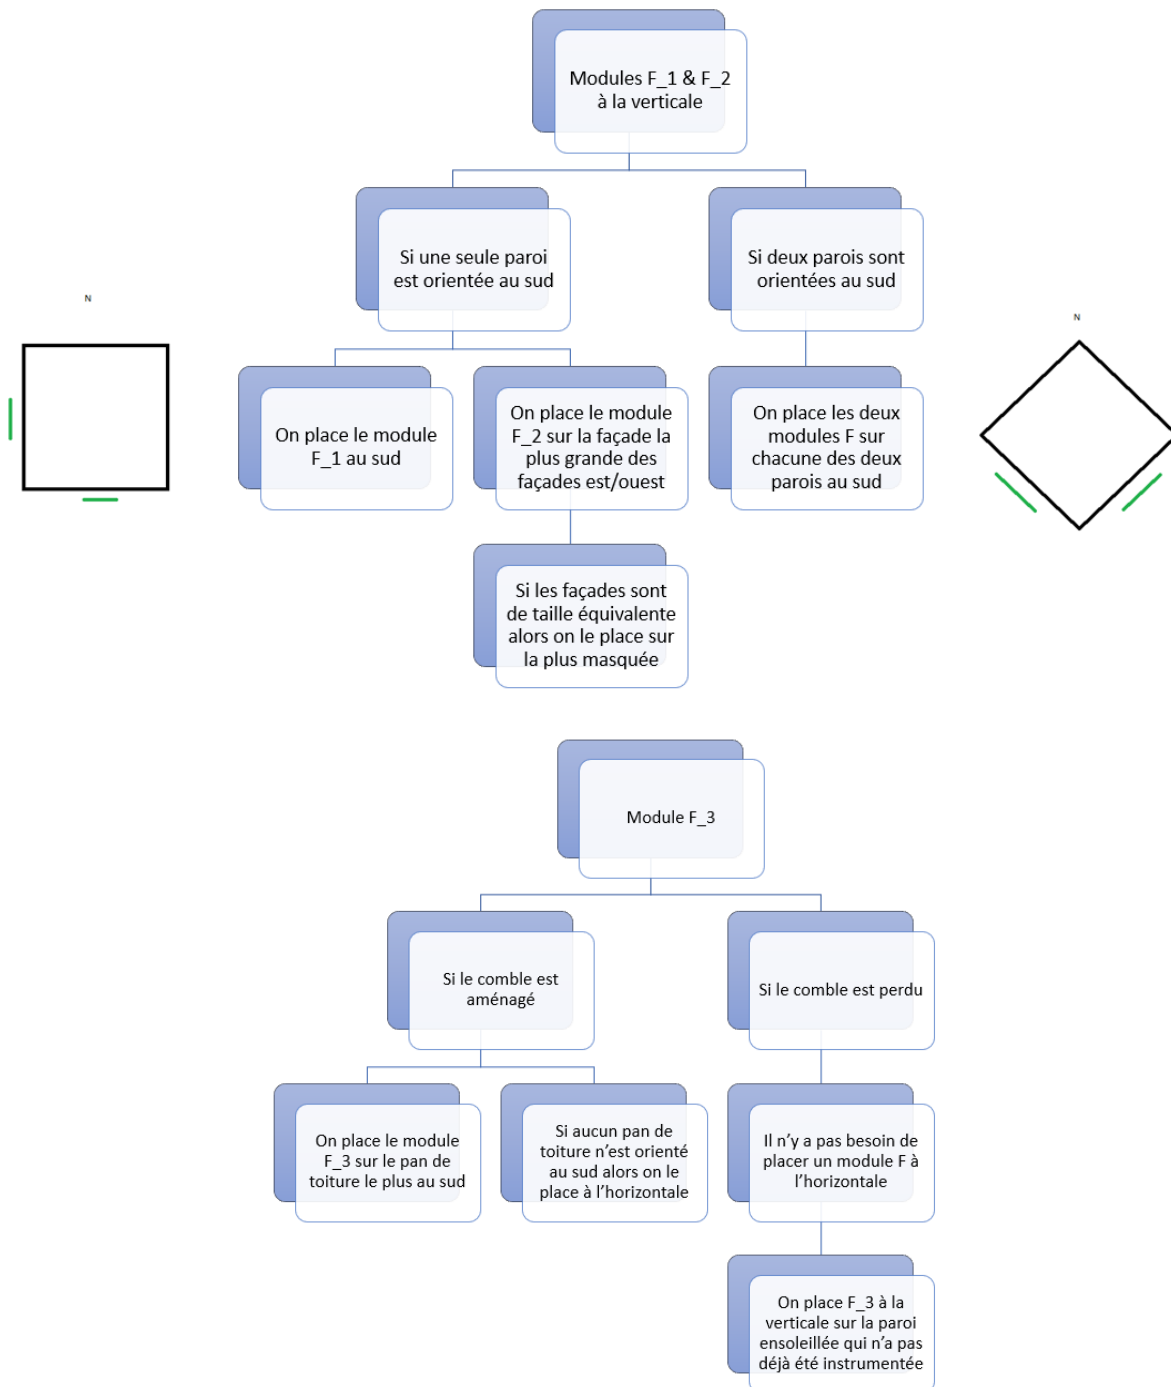 Modules F_1 & F_2
à la verticale
Si une seule paroi
est orientée au sud
Si deux parois sont
orientées au sud
N
N
On place le module
F_1 au sud
On place le module
F_2 sur la façade la
plus grande des
façades est/ouest
On place les deux
modules F sur
chacune des deux
parois au sud
Si les façades sont
de taille équivalente
alors on le place sur
la plus masquée
Module F_3
Si le comble est
aménagé
Si le comble est perdu
On place le module
F_3 sur le pan de
toiture le plus au sud
Si aucun pan de
toiture n'est orienté
au sud alors on le
place à l'horizontale
Il n'y a pas besoin de
placer un module F à
l'horizontale
On place F_3 à la
verticale sur la paroi
ensoleillée qui n'a pas
déjà été instrumentée